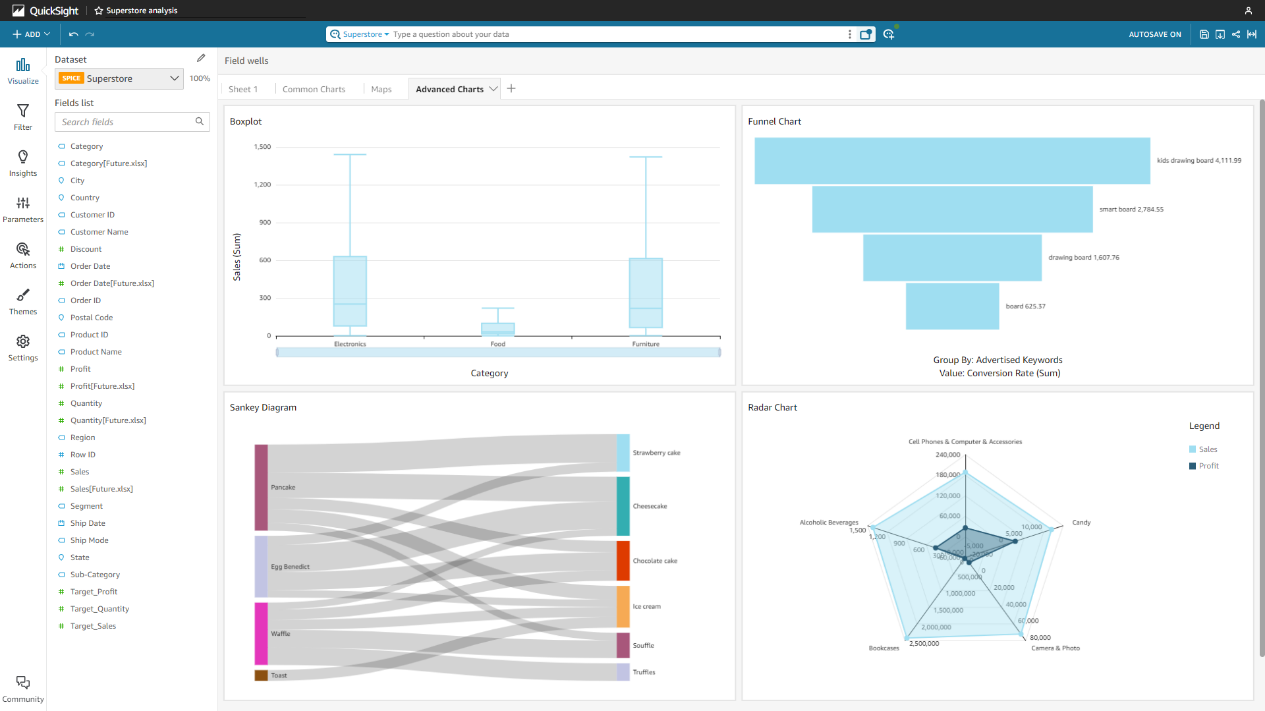 QuickSight
Superstore analysis
ADD
Superstore
Type a question about your data
AUTOSAVE ON
Visualize
Filter
Insights
Parameters
Actions
Themes
Settings
Community
Dataset
SPICE Superstore
100%
Fields list
Search fields
Category
Category[Future.xlsx]
City
Country
Customer ID
Customer Name
Discount
Order Date
Order Date[Future.xlsx]
Order ID
Postal Code
Product ID
Product Name
Profit
Profit[Future.xlsx]
Quantity
Quantity[Future.xlsx]
Region
Row ID
Sales
Sales[Future.xlsx]
Segment
Ship Date
Ship Mode
State
Sub-Category
Target_Profit
Target_Quantity
Target_Sales
Field wells
Sheet 1
Common Charts
Maps
Advanced Charts
Boxplot
Sales (Sum)
1,500
1,200
900
600
300
0
Electronics
Food
Furniture
Category
Funnel Chart
kids drawing board 4,111.99
smart board 2,784.55
drawing board 1,607.76
board 625.37
Group By: Advertised Keywords
Value: Conversion Rate (Sum)
Sankey Diagram
Pancake
Egg Benedict
Waffle
Toast
Strawberry cake
Cheesecake
Chocolate cake
Ice cream
Souffle
Truffles
Radar Chart
Legend
Sales
Profit
Cell Phones & Computer & Accessories
240,000
180,000
120,000
60,000
Alcoholic Beverages
1,500
1,200
900
600
Candy
10,000
5,000
0
0
20,000
40,000
60,000
80,000
Camera & Photo
500,000
1,000,000
1,500,000
2,000,000
2,500,000
Bookcases